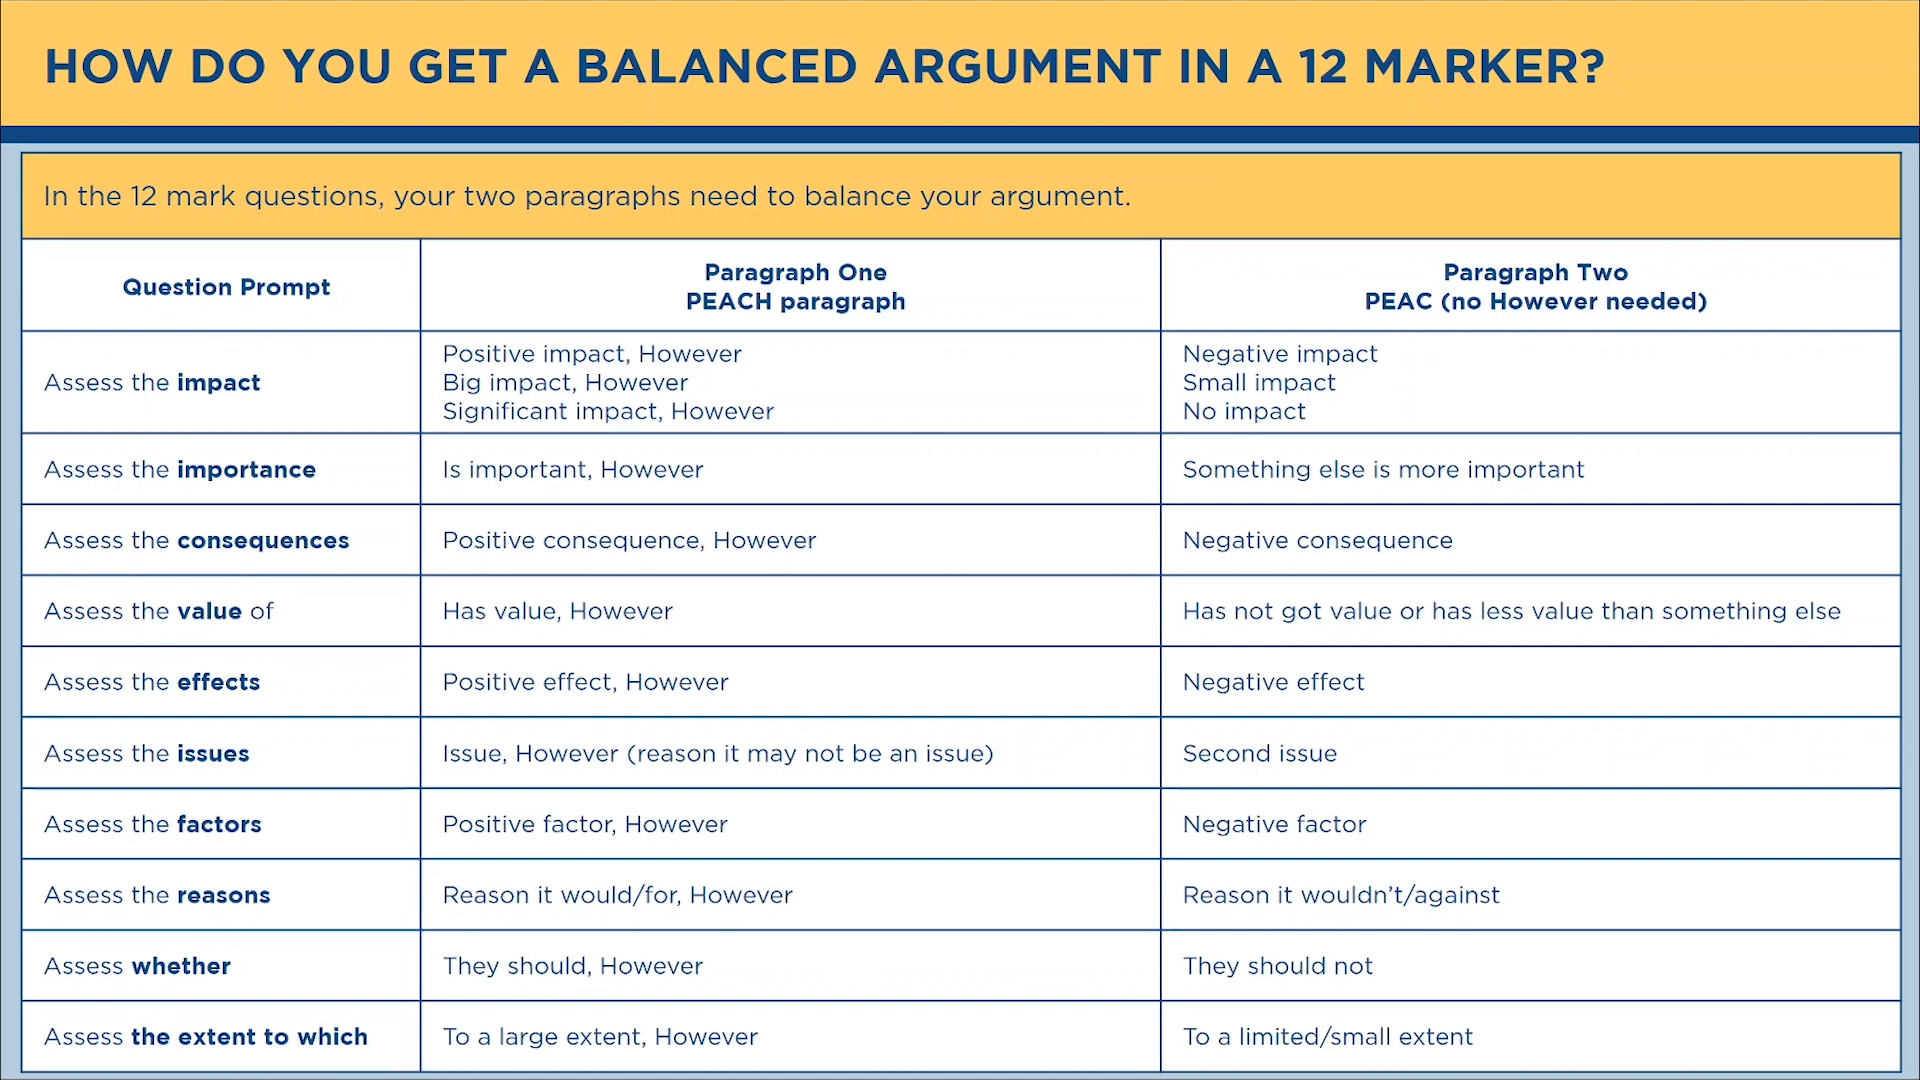 HOW DO YOU GET A BALANCED ARGUMENT IN A 12 MARKER?
In the 12 mark questions, your two paragraphs need to balance your argument.
Question Prompt
Paragraph One
PEACH paragraph
Paragraph Two
PEAC (no However needed)
Assess the impact
Positive impact, However
Big impact, However
Significant impact, However
Negative impact
Small impact
No impact
Assess the importance
Is important, However
Something else is more important
Assess the consequences
Positive consequence, However
Negative consequence
Assess the value of
Has value, However
Has not got value or has less value than something else
Assess the effects
Positive effect, However
Negative effect
Assess the issues
Issue, However (reason it may not be an issue)
Second issue
Assess the factors
Positive factor, However
Negative factor
Assess the reasons
Reason it would/for, However
Reason it wouldn’t/against
Assess whether
They should, However
They should not
Assess the extent to which
To a large extent, However
To a limited/small extent